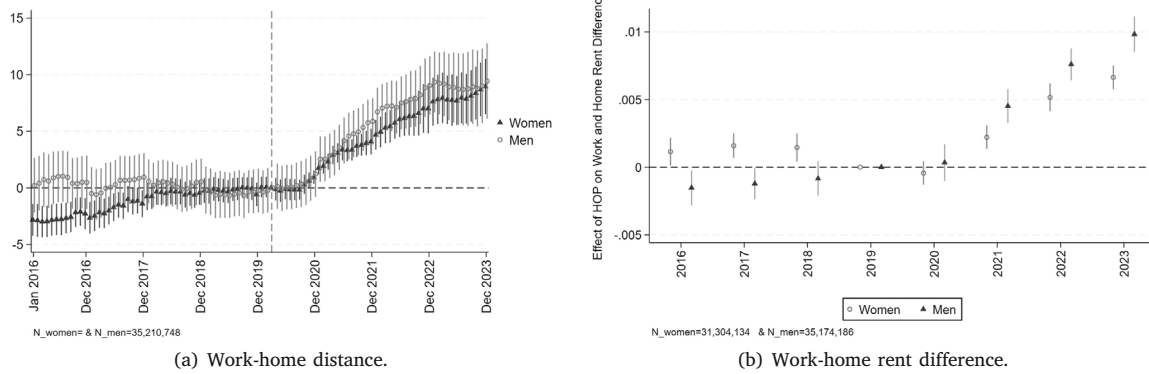 15
10
5
0
-5
Jan 2016
Dec 2016
Dec 2017
Dec 2018
Dec 2019
Dec 2020
Dec 2021
Dec 2022
Dec 2023
Women
Men
N_women= & N_men=35,210,748
(a) Work-home distance.
Effect of HOP on Work and Home Rent Differenc
.01
.005
0
-.005
2016
2017
2018
2019
2020
2021
2022
2023
Women Men
N_women=31,304,134 & N_men=35,174,186
(b) Work-home rent difference.